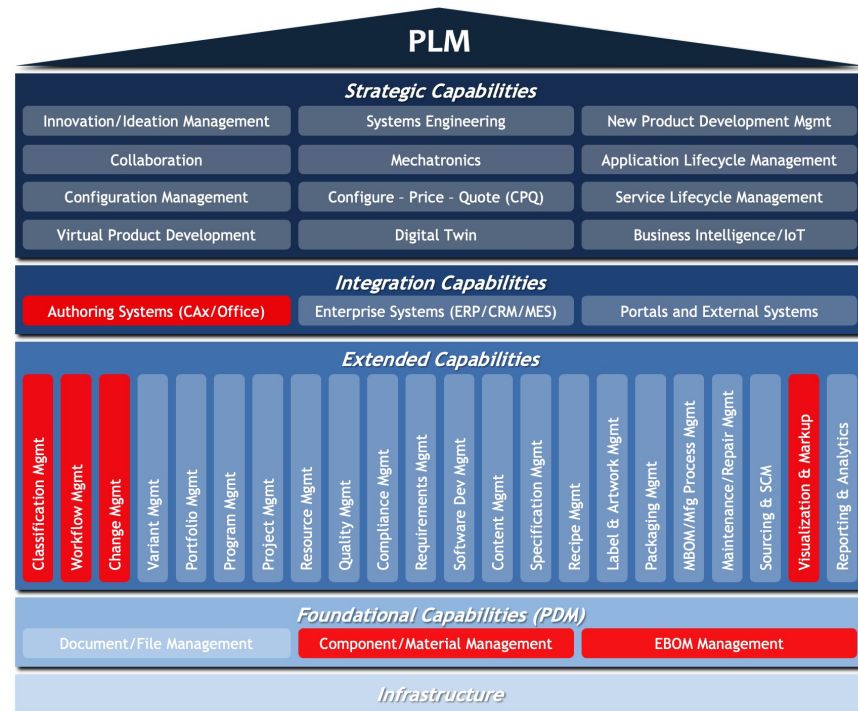 PLM
Strategic Capabilities
Innovation/Ideation Management
Systems Engineering
New Product Development Mgmt
Collaboration
Mechatronics
Application Lifecycle Management
Configuration Management
Configure - Price - Quote (CPQ)
Service Lifecycle Management
Virtual Product Development
Digital Twin
Business Intelligence/IoT
Integration Capabilities
Authoring Systems (CAx/Office)
Enterprise Systems (ERP/CRM/MES)
Portals and External Systems
Extended Capabilities
Classification Mgmt
Workflow Mgmt
Change Mgmt
Variant Mgmt
Portfolio Mgmt
Program Mgmt
Project Mgmt
Resource Mgmt
Quality Mgmt
Compliance Mgmt
Requirements Mgmt
Software Dev Mgmt
Content Mgmt
Specification Mgmt
Recipe Mgmt
Label & Artwork Mgmt
Packaging Mgmt
MBOM/Mfg Process Mgmt
Maintenance/Repair Mgmt
Sourcing & SCM
Visualization & Markup
Reporting & Analytics
Foundational Capabilities (PDM)
Document/File Management
Component/Material Management
EBOM Management
Infrastructure